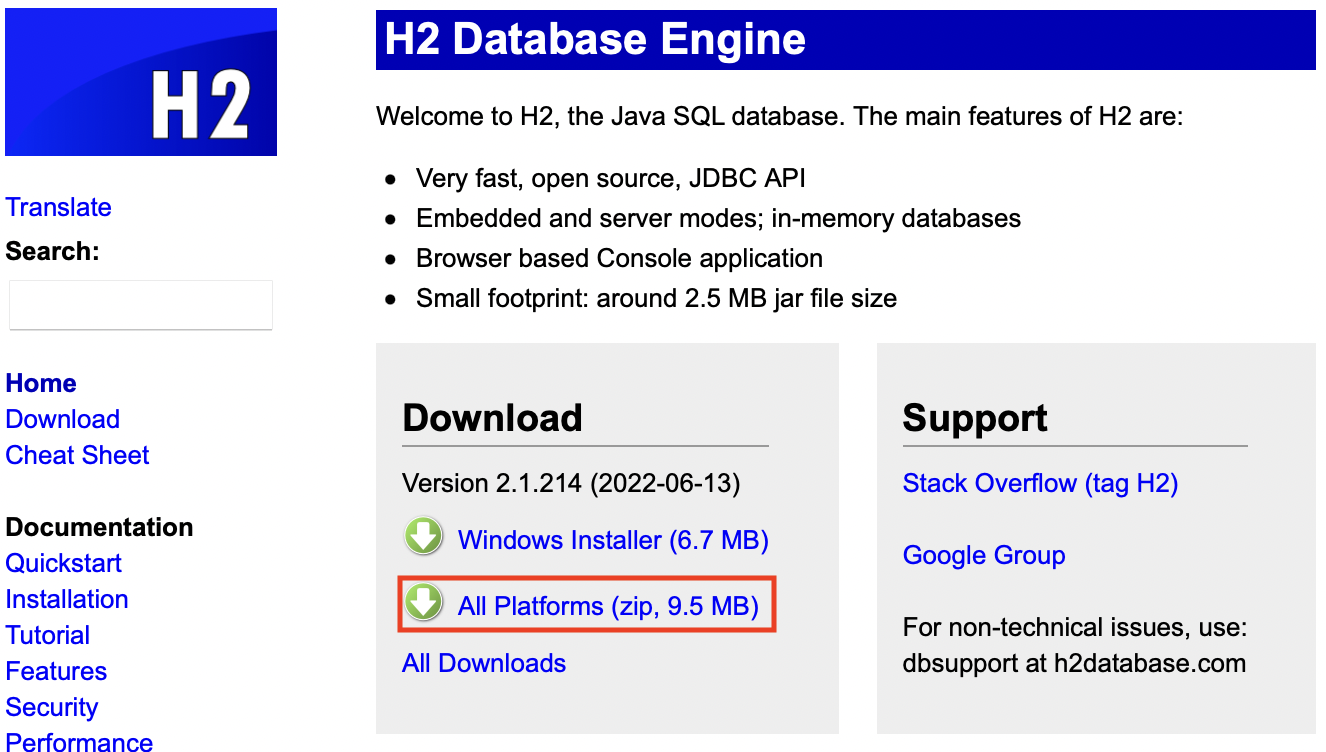 H2
Translate
Search:
Home
Download
Cheat Sheet
Documentation
Quickstart
Installation
Tutorial
Features
Security
Performance
H2 Database Engine
Welcome to H2, the Java SQL database. The main features of H2 are:
Very fast, open source, JDBC API
Embedded and server modes; in-memory databases
Browser based Console application
Small footprint: around 2.5 MB jar file size
Download
Version 2.1.214 (2022-06-13)
Windows Installer (6.7 MB)
All Platforms (zip, 9.5 MB)
All Downloads
Support
Stack Overflow (tag H2)
Google Group
For non-technical issues, use:
dbsupport at h2database.com